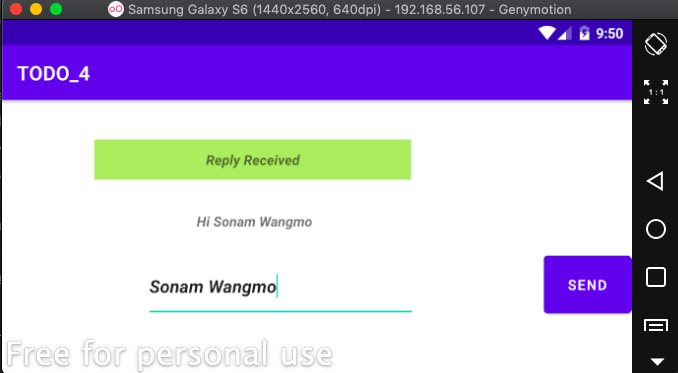 Samsung Galaxy S6 (1440x2560, 640dpi) - 192.168.56.107 - Genymotion
9:50
TODO_4
1:1
Reply Received
Hi Sonam Wangmo
Sonam Wangmo
SEND
Free for personal use